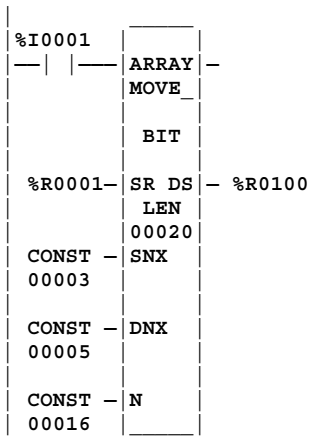 %I0001
ARRAY
MOVE_
BIT
%R0001 SR DS %R0100
LEN
00020
CONST SNX
00003
CONST DNX
00005
CONST N
00016